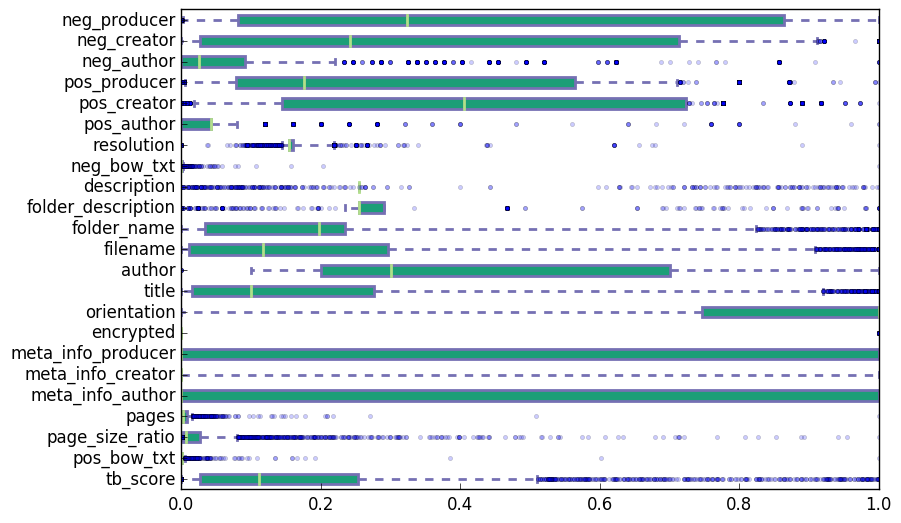 neg_producer
neg_creator
neg_author
pos_producer
pos_creator
pos_author
resolution
neg_bow_txt
description
folder_description
folder_name
filename
author
title
orientation
encrypted
meta_info_producer
meta_info_creator
meta_info_author
pages
page_size_ratio
pos_bow_txt
tb_score
0.0 0.2 0.4 0.6 0.8 1.0